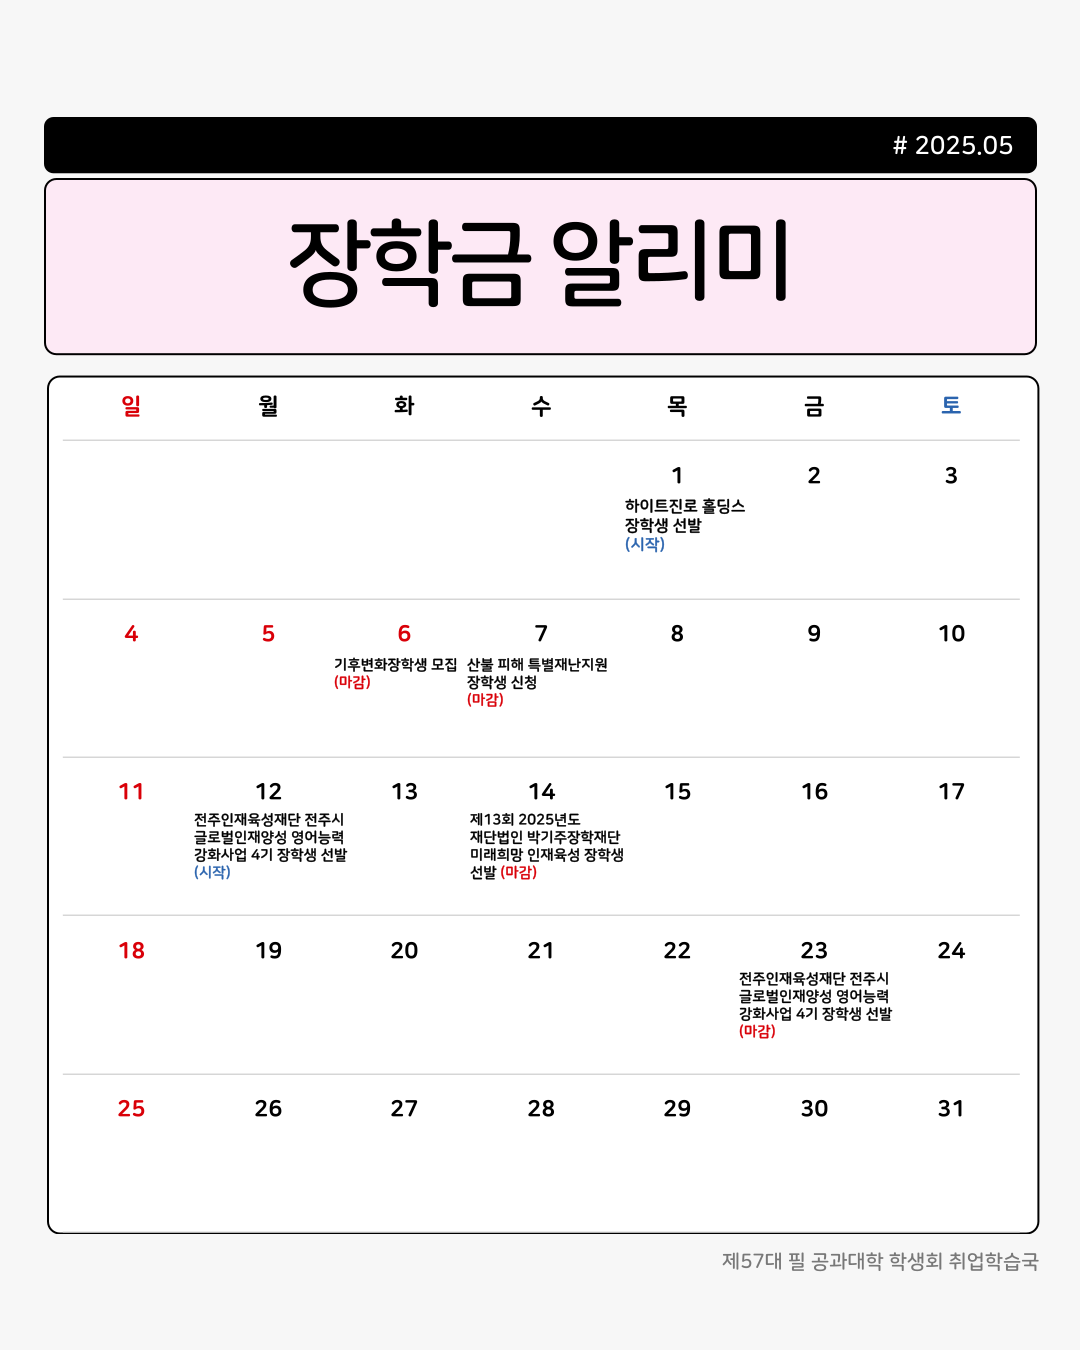 # 2025.05
장학금 알리미
일 월 화 수 목 금 토
1 2 3
하이트진로 홀딩스
장학생 선발
(시작)
4 5 6 7 8 9 10
기후변화장학생 모집
(마감)
산불 피해 특별재난지원
장학생 신청
(마감)
11 12 13 14 15 16 17
전주인재육성재단 전주시
글로벌인재양성 영어능력
강화사업 4기 장학생 선발
(시작)
제13회 2025년도
재단법인 박기주장학재단
미래희망 인재육성 장학생
선발 (마감)
18 19 20 21 22 23 24
전주인재육성재단 전주시
글로벌인재양성 영어능력
강화사업 4기 장학생 선발
(마감)
25 26 27 28 29 30 31
제57대 필 공과대학 학생회 취업학습국